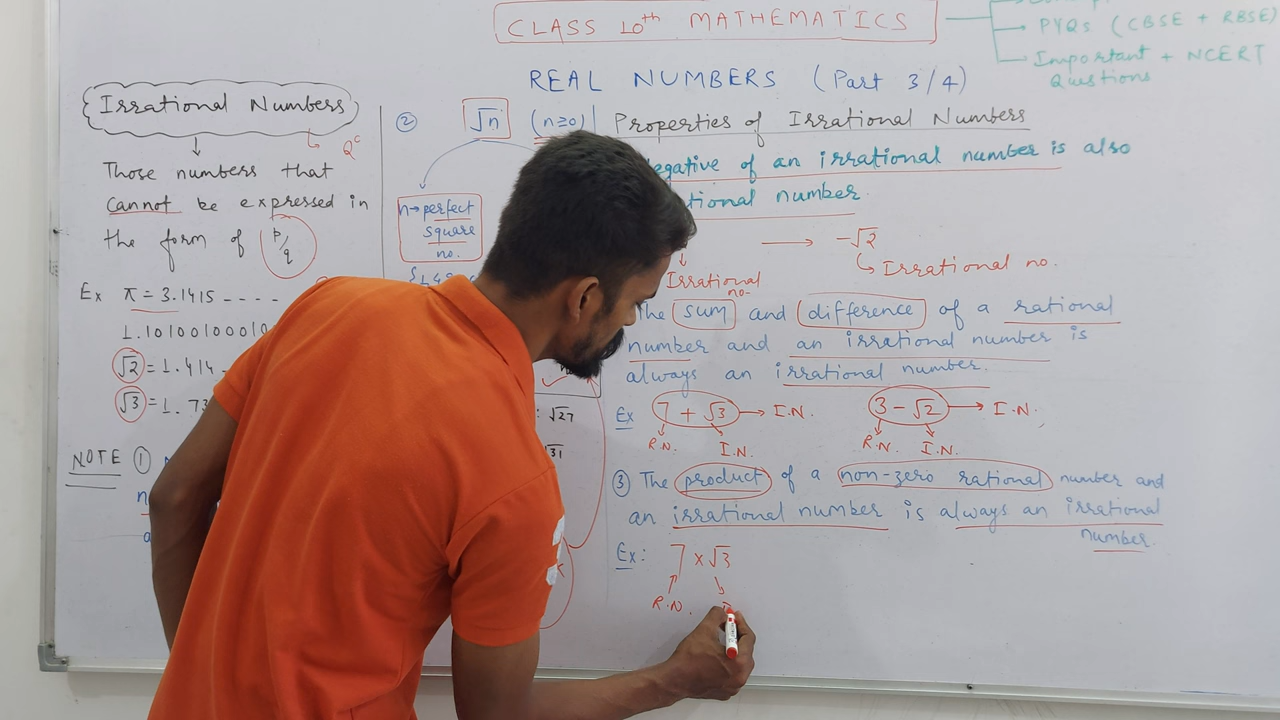 CLASS 10th MATHEMATICS
PYQs (CBSE + RBSE)
Important + NCERT
Questions
REAL NUMBERS (Part 3/4)
Irrational Numbers
Qᶜ
Those numbers that
cannot be expressed in
the form of p/q
Ex π = 3.1415 ----
1.1010010001
√2 = 1.414
√3 = 1.73
NOTE ①
② √n (n≥0)
n→perfect
square
no.
√27
√31
Properties of Irrational Numbers
egative of an irrational number is also
tional number.
→ -√2
Irrational no.
Irrational
no.
The sum and difference of a rational
number and an irrational number is
always an irrational number.
Ex 7 + √3 → I.N. 3 - √2 → I.N.
R.N. I.N. R.N. I.N.
③ The product of a non-zero rational number and
an irrational number is always an irrational
number.
Ex: 7 × √3
R.N.